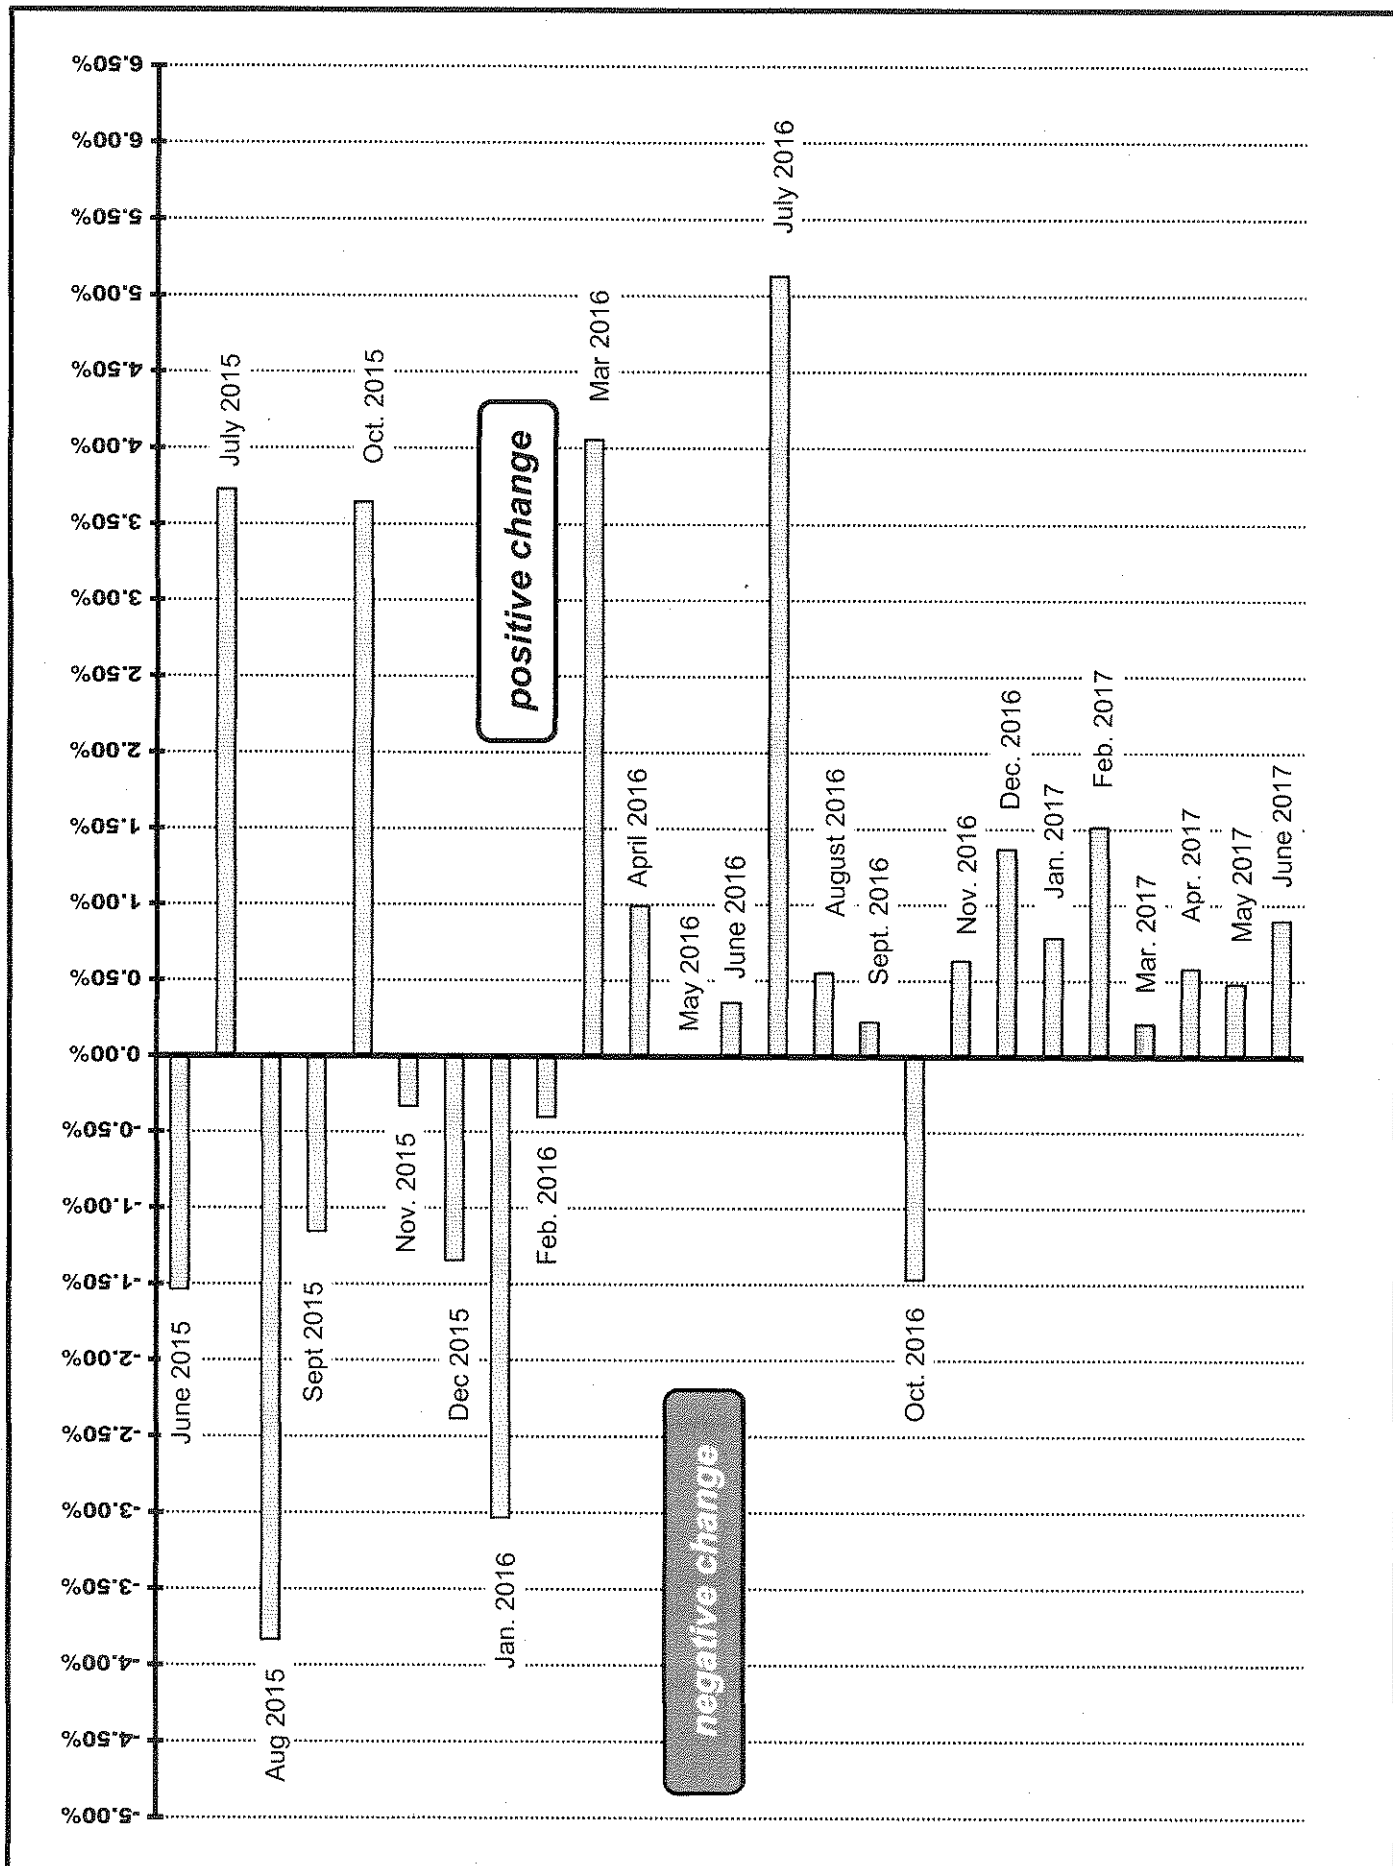 6.50%
6.00%
5.50%
5.00%
4.50%
4.00%
3.50%
3.00%
2.50%
2.00%
1.50%
1.00%
0.50%
0.00%
-0.50%
-1.00%
-1.50%
-2.00%
-2.50%
-3.00%
-3.50%
-4.00%
-4.50%
-5.00%
June 2015
July 2015
Aug 2015
Sept 2015
Oct. 2015
Nov. 2015
Dec 2015
Jan. 2016
Feb. 2016
positive change
Mar 2016
April 2016
May 2016
negative change
June 2016
July 2016
August 2016
Sept. 2016
Oct. 2016
Nov. 2016
Dec. 2016
Jan. 2017
Feb. 2017
Mar. 2017
Apr. 2017
May 2017
June 2017